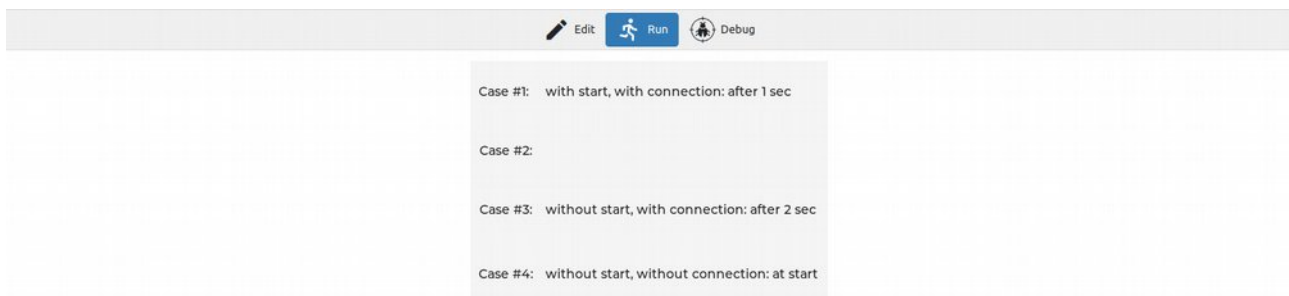 Edit Run Debug
Case #1: with start, with connection: after 1 sec
Case #2:
Case #3: without start, with connection: after 2 sec
Case #4: without start, without connection: at start